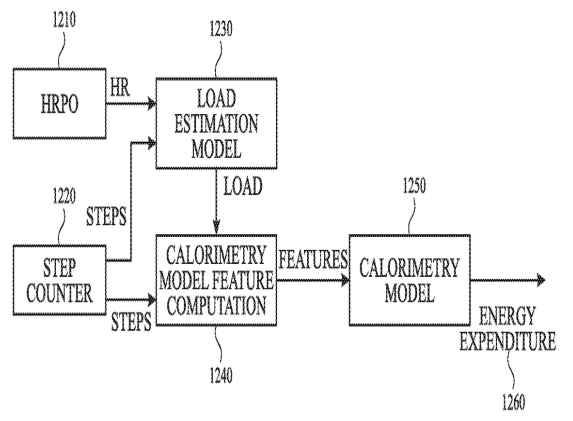 1210
HRPO
HR
1230
LOAD
ESTIMATION
MODEL
1220
STEP
COUNTER
STEPS
LOAD
STEPS
CALORIMETRY
MODEL FEATURE
COMPUTATION
1240
FEATURES
1250
CALORIMETRY
MODEL
ENERGY
EXPENDITURE
1260